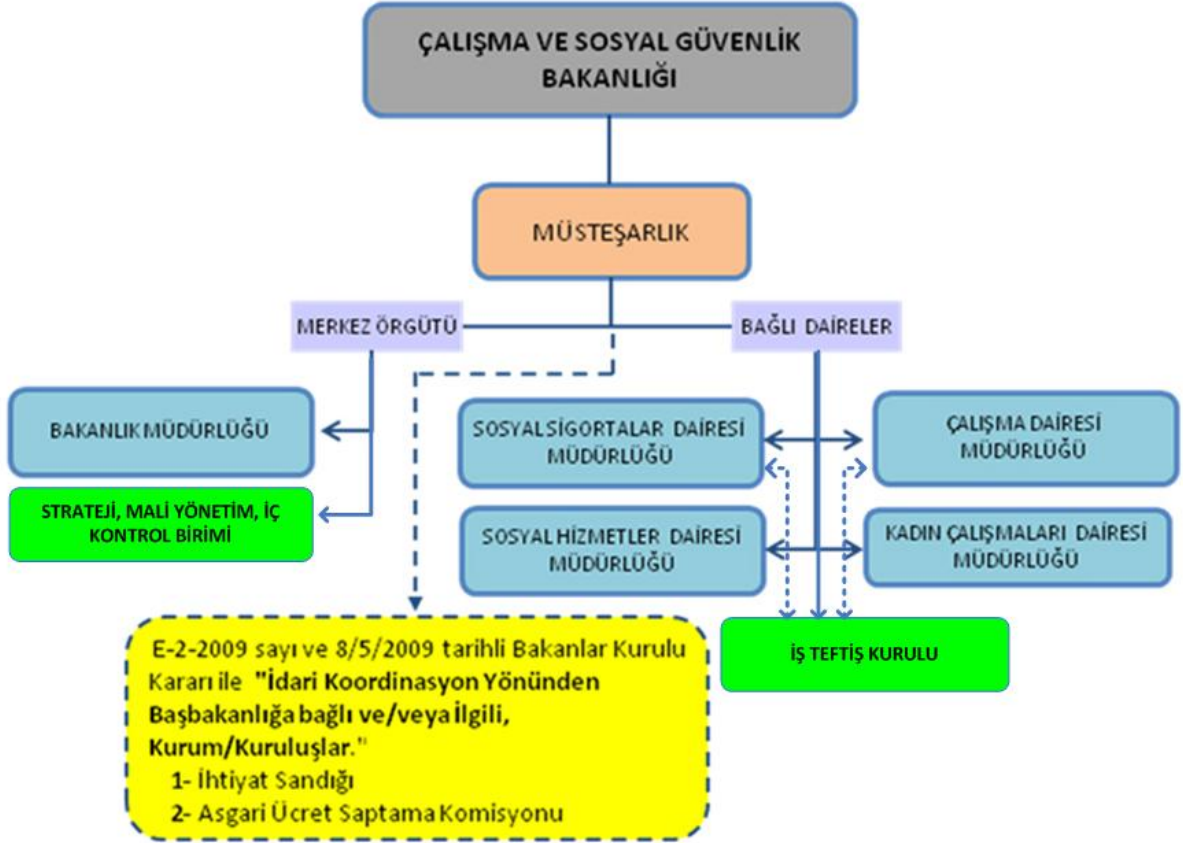 ÇALIŞMA VE SOSYAL GÜVENLİK
BAKANLIĞI
MÜSTEŞARLIK
MERKEZ ÖRGÜTÜ
BAĞLI DAİRELER
BAKANLIK MÜDÜRLÜĞÜ
STRATEJİ, MALİ YÖNETİM, İÇ
KONTROL BİRİMİ
SOSYAL SİGORTALAR DAİRESİ
MÜDÜRLÜĞÜ
ÇALIŞMA DAİRESİ
MÜDÜRLÜĞÜ
SOSYAL HİZMETLER DAİRESİ
MÜDÜRLÜĞÜ
KADIN ÇALIŞMALARI DAİRESİ
MÜDÜRLÜĞÜ
İŞ TEFTİŞ KURULU
E-2-2009 sayı ve 8/5/2009 tarihli Bakanlar Kurulu
Kararı ile "İdari Koordinasyon Yönünden
Başbakanlığa bağlı ve/veya İlgili,
Kurum/Kuruluşlar."
1- İhtiyat Sandığı
2- Asgari Ücret Saptama Komisyonu